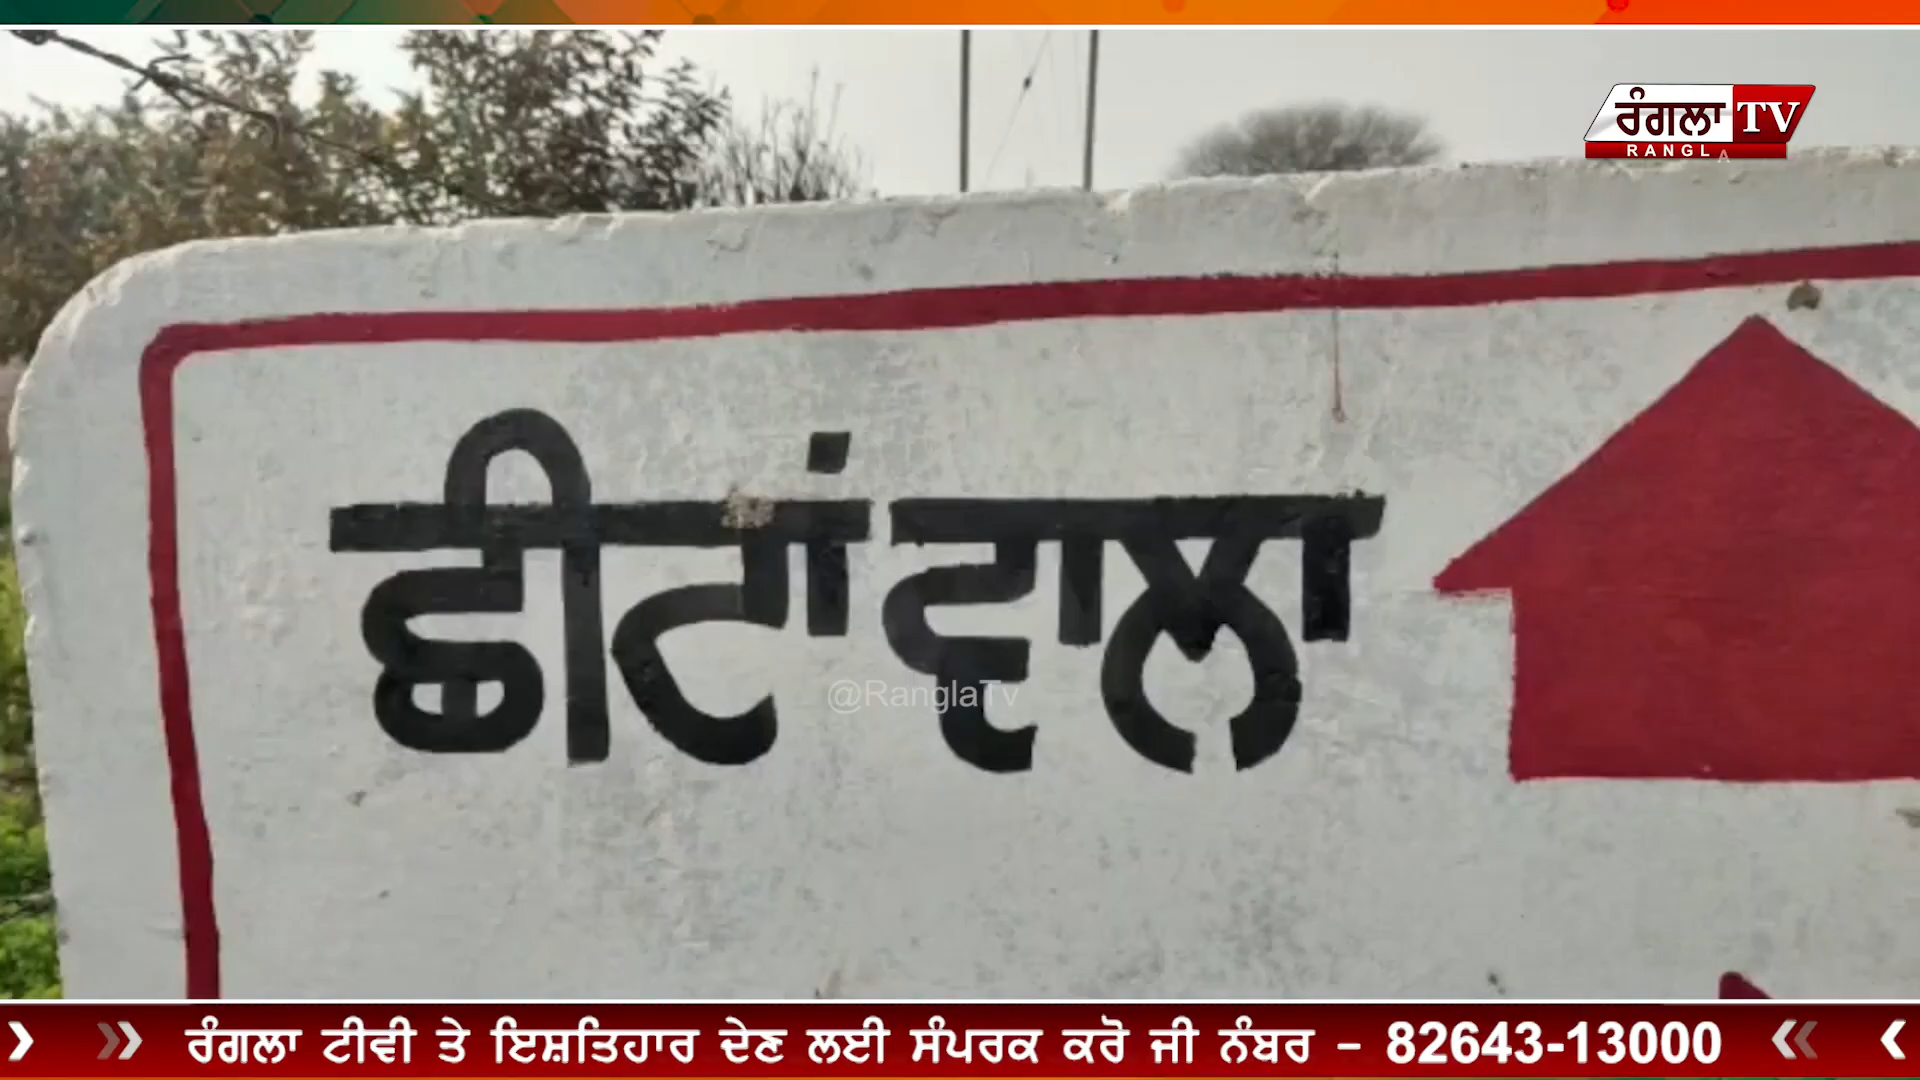 ਰੰਗਲਾ TV
RANGLA
ਛੀਟਾਂਵਾਲਾ
@RanglaTv
ਰੰਗਲਾ ਟੀਵੀ ਤੇ ਇਸ਼ਤਿਹਾਰ ਦੇਣ ਲਈ ਸੰਪਰਕ ਕਰੋ ਜੀ ਨੰਬਰ - 82643-13000